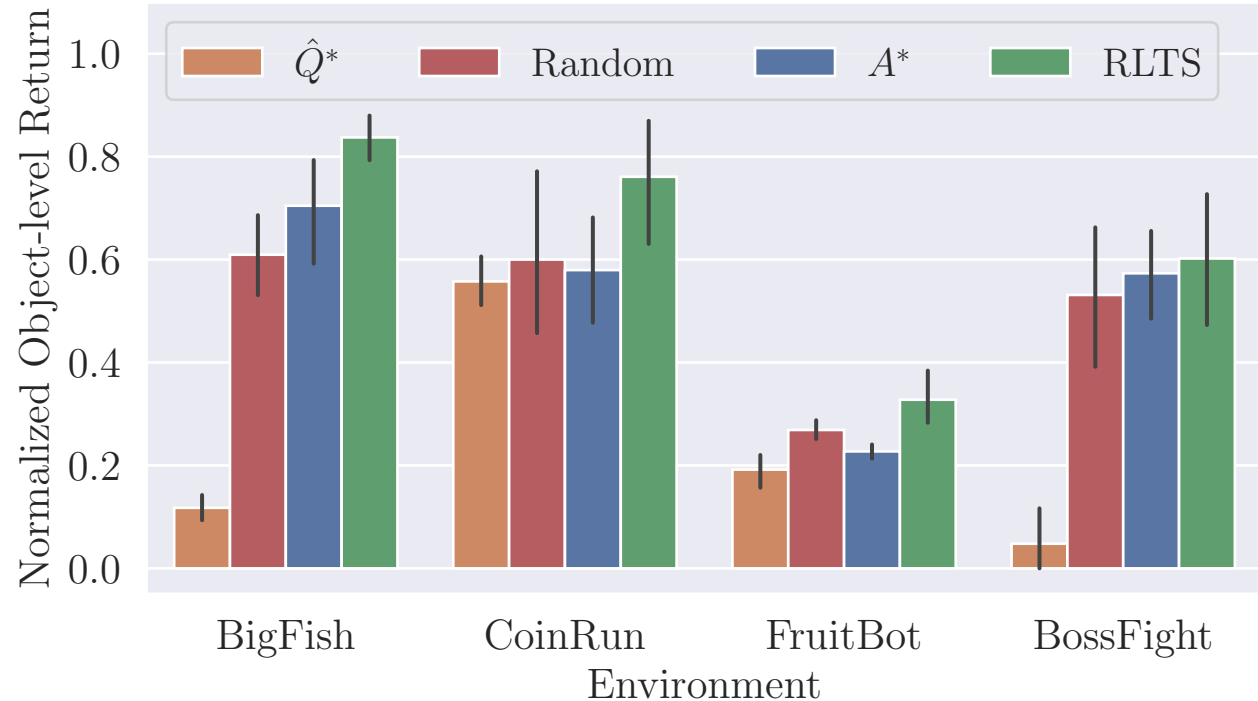 Normalized Object-level Return
1.0
0.8
0.6
0.4
0.2
0.0
Q̂* Random A* RLTS
BigFish CoinRun FruitBot BossFight
Environment